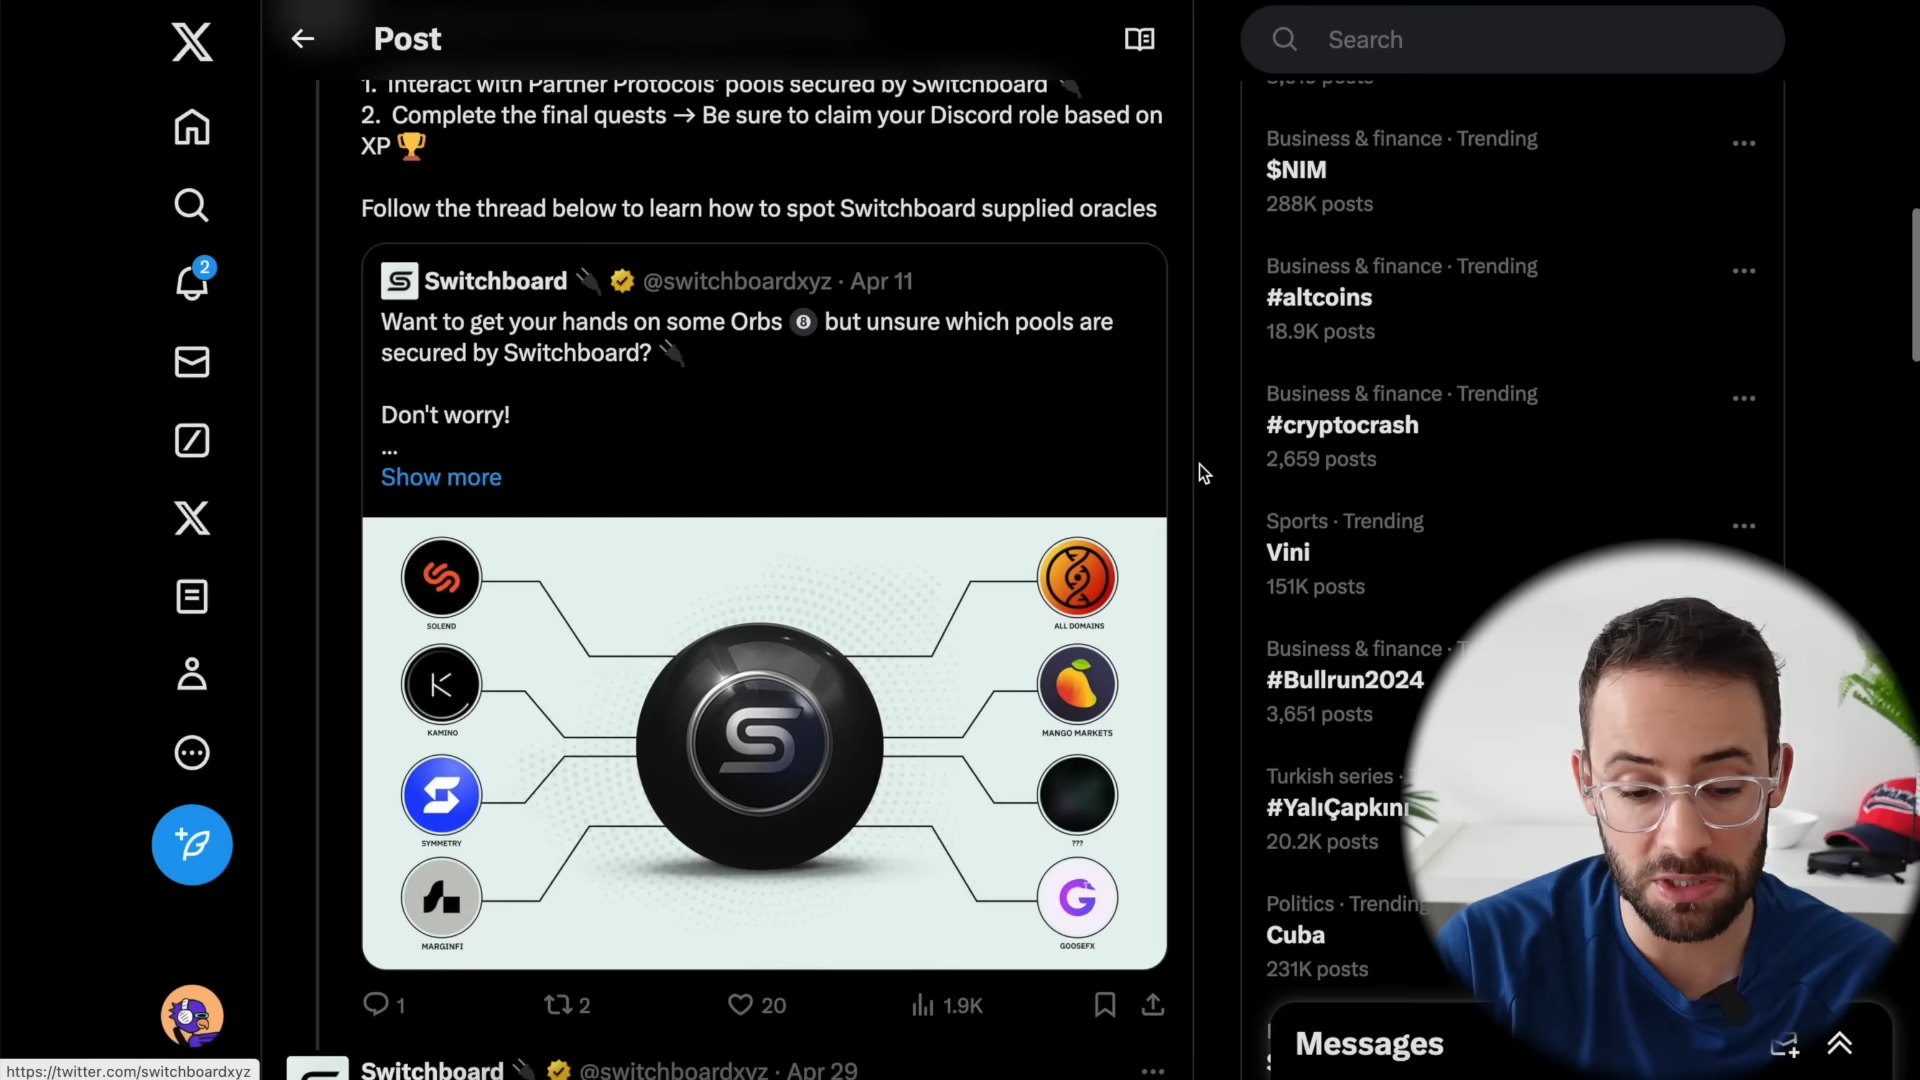 Post
Search
1. Interact with Partner Protocols' pools secured by Switchboard
2. Complete the final quests → Be sure to claim your Discord role based on
XP 🏆
Follow the thread below to learn how to spot Switchboard supplied oracles
Switchboard 🔌 @switchboardxyz · Apr 11
Want to get your hands on some Orbs 🎱 but unsure which pools are
secured by Switchboard? 🔌
Don't worry!
...
Show more
SOLEND
KAMINO
SYMMETRY
MARGINFI
ALL DOMAINS
MANGO MARKETS
???
GOOSEFX
1
2
20
1.9K
Switchboard 🔌 @switchboardxyz · Apr 29
2
Business & finance · Trending
$NIM
288K posts
Business & finance · Trending
#altcoins
18.9K posts
Business & finance · Trending
#cryptocrash
2,659 posts
Sports · Trending
Vini
151K posts
Business & finance ·
#Bullrun2024
3,651 posts
Turkish series ·
#YalıÇapkını
20.2K posts
Politics · Trending
Cuba
231K posts
Messages
https://twitter.com/switchboardxyz